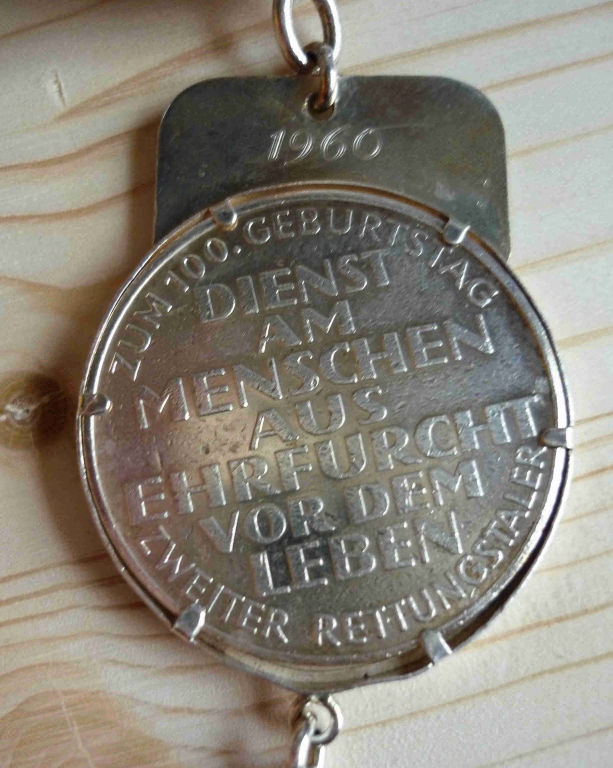 1960
ZUM 100. GEBURTSTAG
DIENST
AM
MENSCHEN
AUS
EHRFURCHT
VOR DEM
LEBEN
ZWEITER RETTUNGSTALER